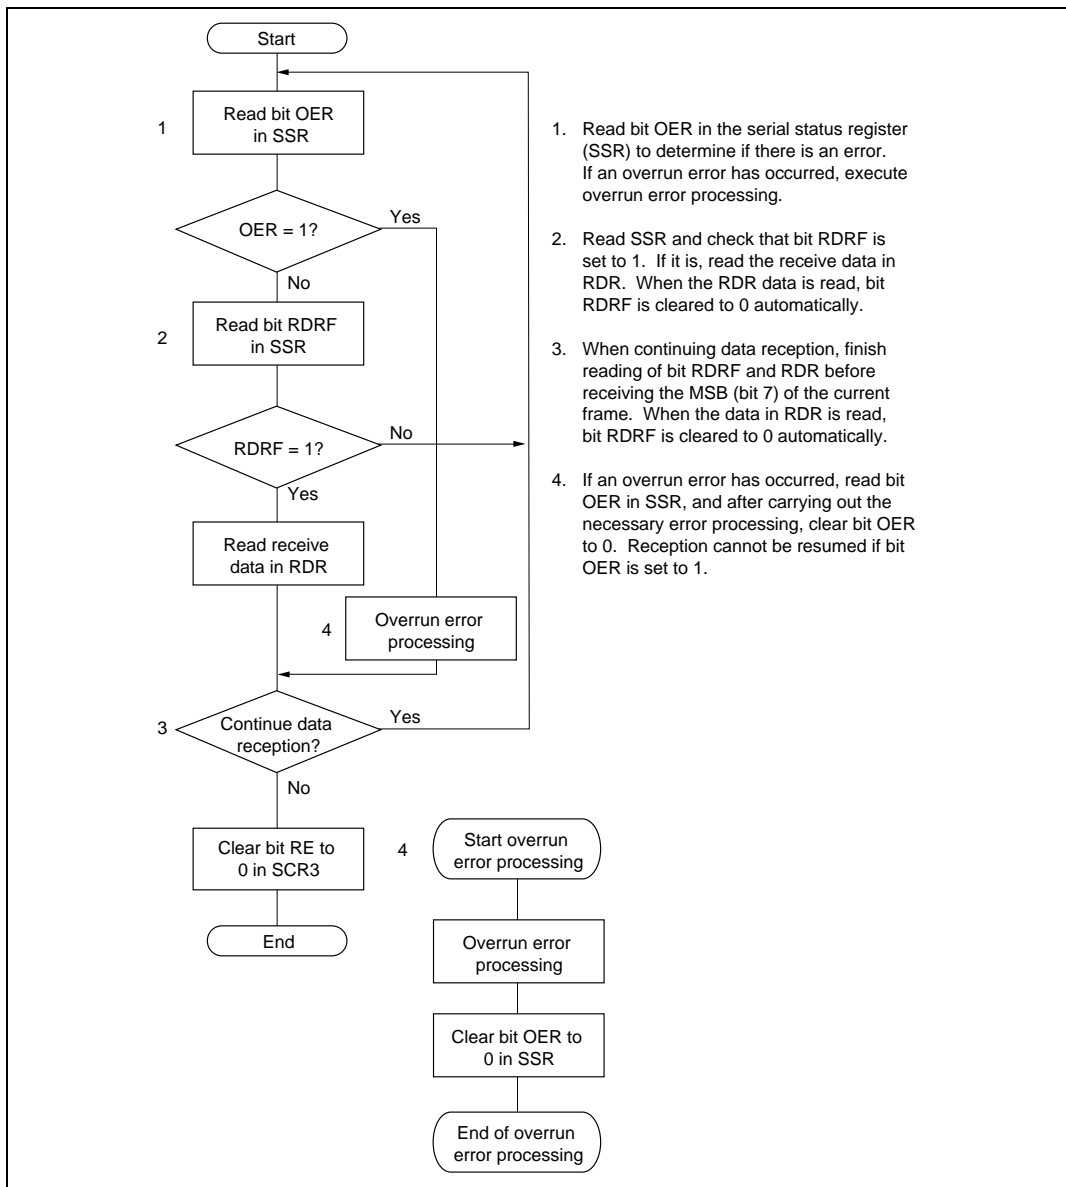 Start
1
Read bit OER
in SSR
OER = 1?
Yes
No
2
Read bit RDRF
in SSR
RDRF = 1?
No
Yes
Read receive
data in RDR
4
Overrun error
processing
3
Continue data
reception?
Yes
No
Clear bit RE to
0 in SCR3
End
4
Start overrun
error processing
Overrun error
processing
Clear bit OER to
0 in SSR
End of overrun
error processing
1. Read bit OER in the serial status register
(SSR) to determine if there is an error.
If an overrun error has occurred, execute
overrun error processing.
2. Read SSR and check that bit RDRF is
set to 1. If it is, read the receive data in
RDR. When the RDR data is read, bit
RDRF is cleared to 0 automatically.
3. When continuing data reception, finish
reading of bit RDRF and RDR before
receiving the MSB (bit 7) of the current
frame. When the data in RDR is read,
bit RDRF is cleared to 0 automatically.
4. If an overrun error has occurred, read bit
OER in SSR, and after carrying out the
necessary error processing, clear bit OER
to 0. Reception cannot be resumed if bit
OER is set to 1.